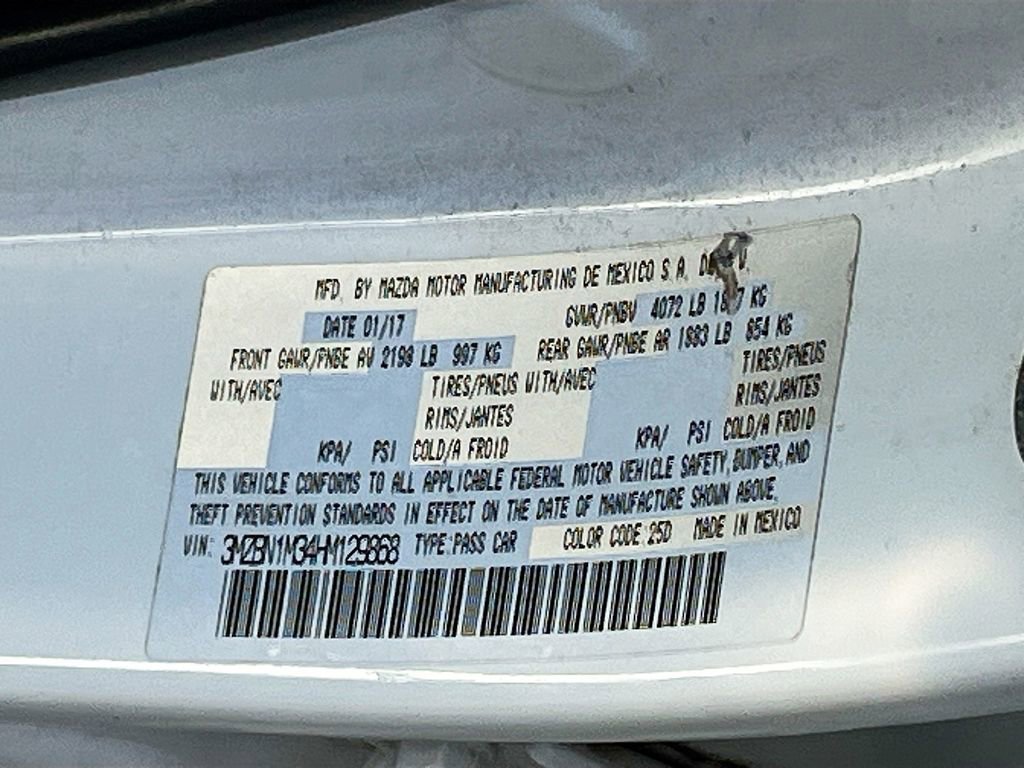 MFD. BY MAZDA MOTOR MANUFACTURING DE MEXICO S.A.
DATE 01/17 GVWR/PNBV 4072 LB KG
FRONT GAWR/PNBE AV 2198 LB 997 KG REAR GAWR/PNBE AR 1883 LB 854 KG
WITH/AVEC TIRES/PNEUS WITH/AVEC TIRES/PNEUS
RIMS/JANTES RIMS/JANTES
KPA/ PSI COLD/A FROID KPA/ PSI COLD/A FROID
THIS VEHICLE CONFORMS TO ALL APPLICABLE FEDERAL MOTOR VEHICLE SAFETY, BUMPER, AND
THEFT PREVENTION STANDARDS IN EFFECT ON THE DATE OF MANUFACTURE SHOWN ABOVE.
VIN: 3MZBN1M34HM129868 TYPE:PASS CAR COLOR CODE:25D MADE IN MEXICO